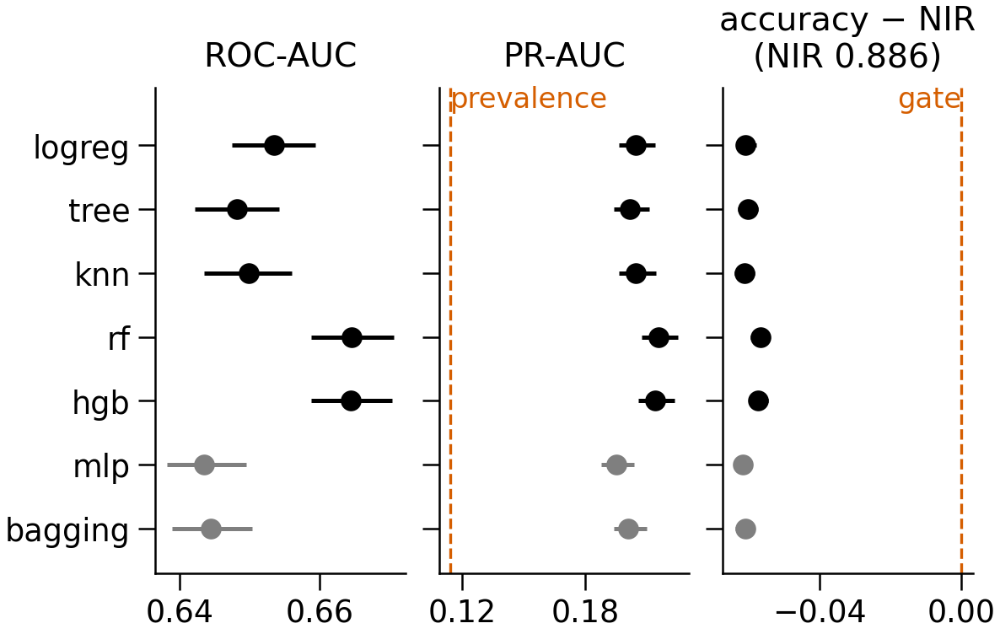 ROC-AUC
PR-AUC
accuracy − NIR
(NIR 0.886)
prevalence
gate
logreg
tree
knn
rf
hgb
mlp
bagging
0.64 0.66
0.12 0.18
−0.04 0.00